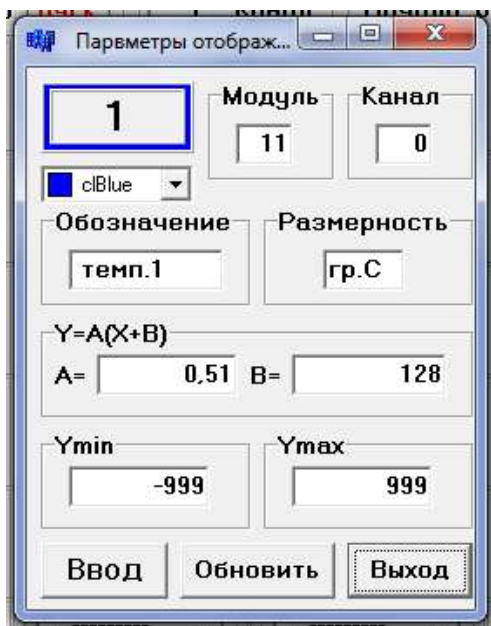 Парвметры отображ...
1
Модуль
11
Канал
0
clBlue
Обозначение
темп.1
Размерность
гр.С
Y=A(X+B)
A= 0,51 B= 128
Ymin
-999
Ymax
999
Ввод Обновить Выход